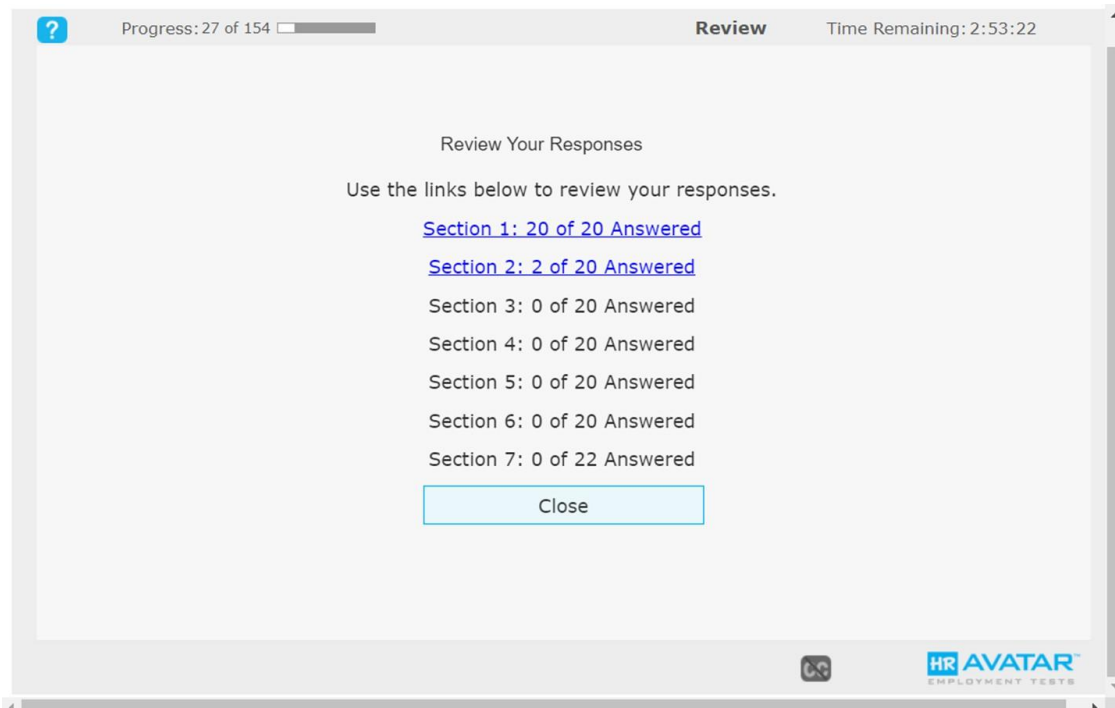 ?
Progress: 27 of 154
Review
Time Remaining: 2:53:22
Review Your Responses
Use the links below to review your responses.
Section 1: 20 of 20 Answered
Section 2: 2 of 20 Answered
Section 3: 0 of 20 Answered
Section 4: 0 of 20 Answered
Section 5: 0 of 20 Answered
Section 6: 0 of 20 Answered
Section 7: 0 of 22 Answered
Close
CC
HR AVATAR™
EMPLOYMENT TESTS